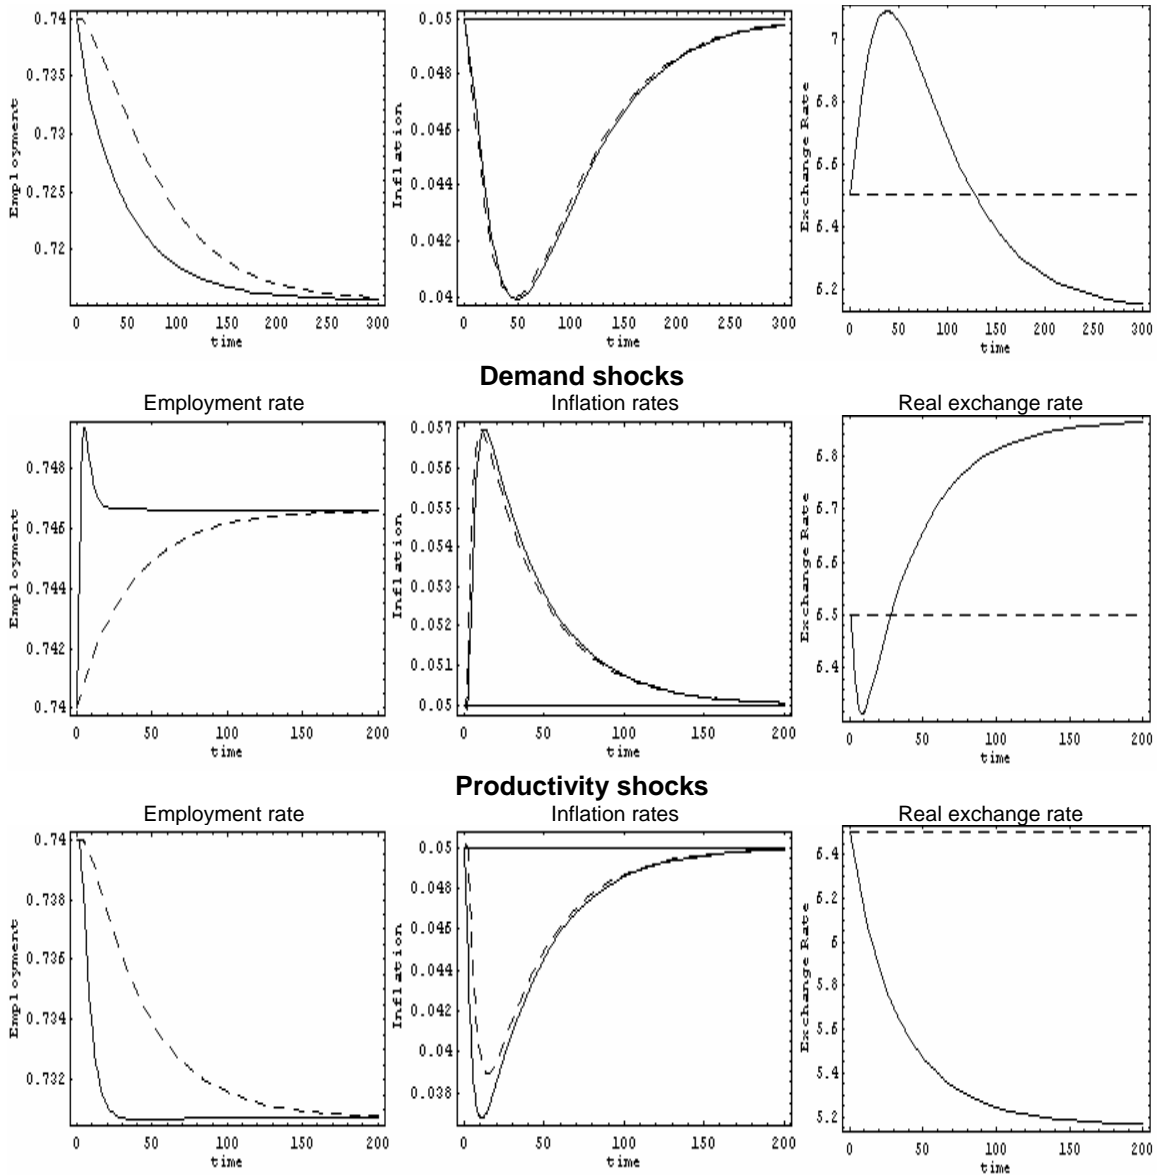 Employment
0.74
0.735
0.73
0.725
0.72
0 50 100 150 200 250 300
time
Inflation
0.05
0.048
0.046
0.044
0.042
0.04
0 50 100 150 200 250 300
time
Exchange Rate
7
6.8
6.6
6.4
6.2
0 50 100 150 200 250 300
time
Demand shocks
Employment rate
Employment
0.748
0.746
0.744
0.742
0.74
0 50 100 150 200
time
Inflation rates
Inflation
0.057
0.056
0.055
0.054
0.053
0.052
0.051
0.05
0 50 100 150 200
time
Real exchange rate
Exchange Rate
6.8
6.7
6.6
6.5
6.4
0 50 100 150 200
time
Productivity shocks
Employment rate
Employment
0.74
0.738
0.736
0.734
0.732
0 50 100 150 200
time
Inflation rates
Inflation
0.05
0.048
0.046
0.044
0.042
0.04
0.038
0 50 100 150 200
time
Real exchange rate
Exchange Rate
6.4
6.2
6
5.8
5.6
5.4
5.2
0 50 100 150 200
time